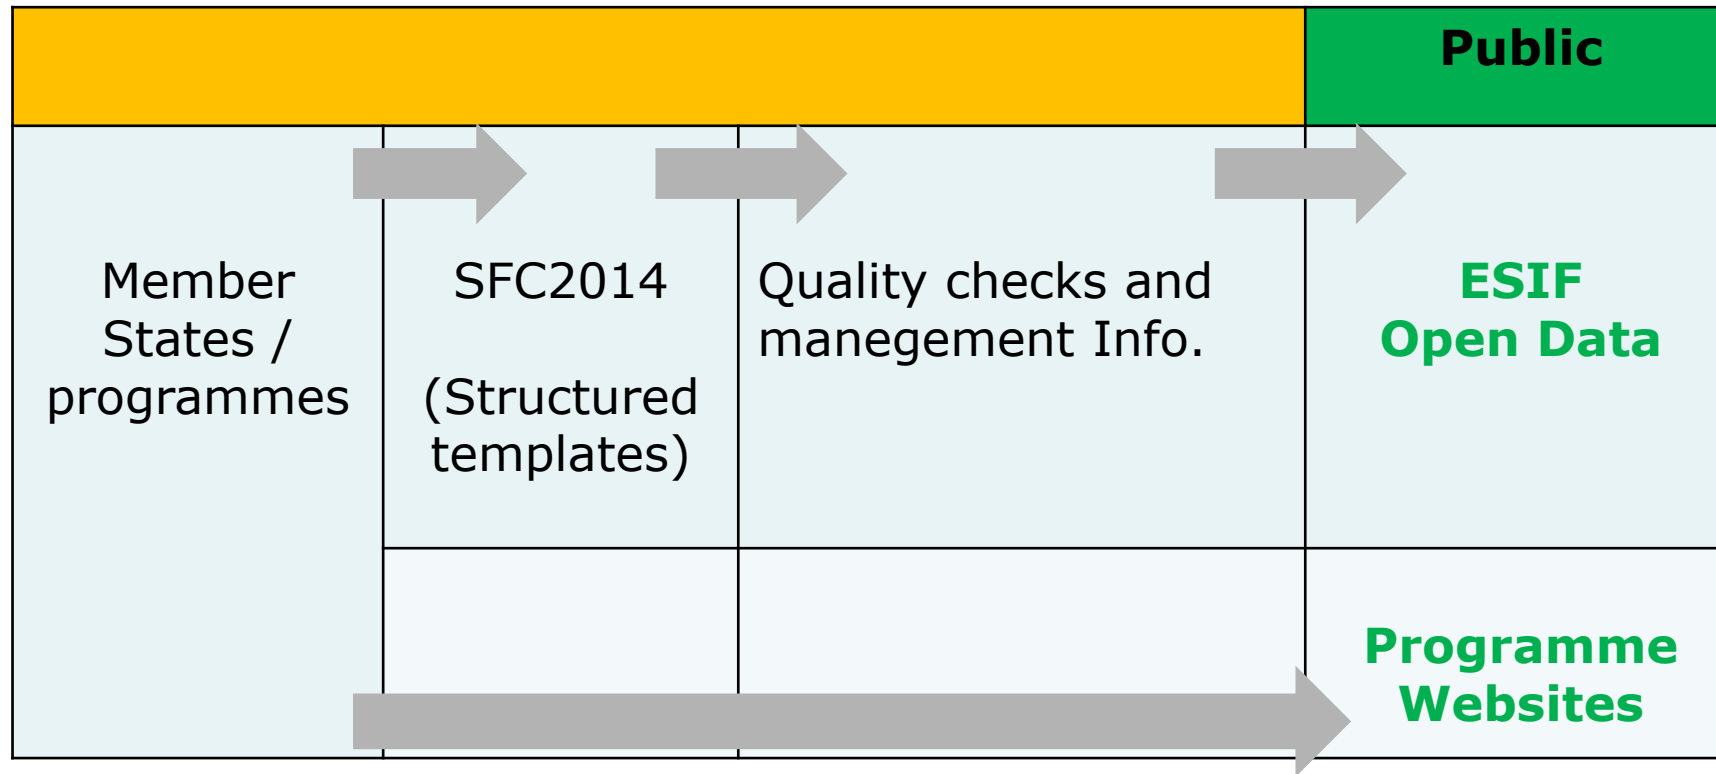 Public
Member
States /
programmes
SFC2014
(Structured
templates)
Quality checks and
manegement Info.
ESIF
Open Data
Programme
Websites